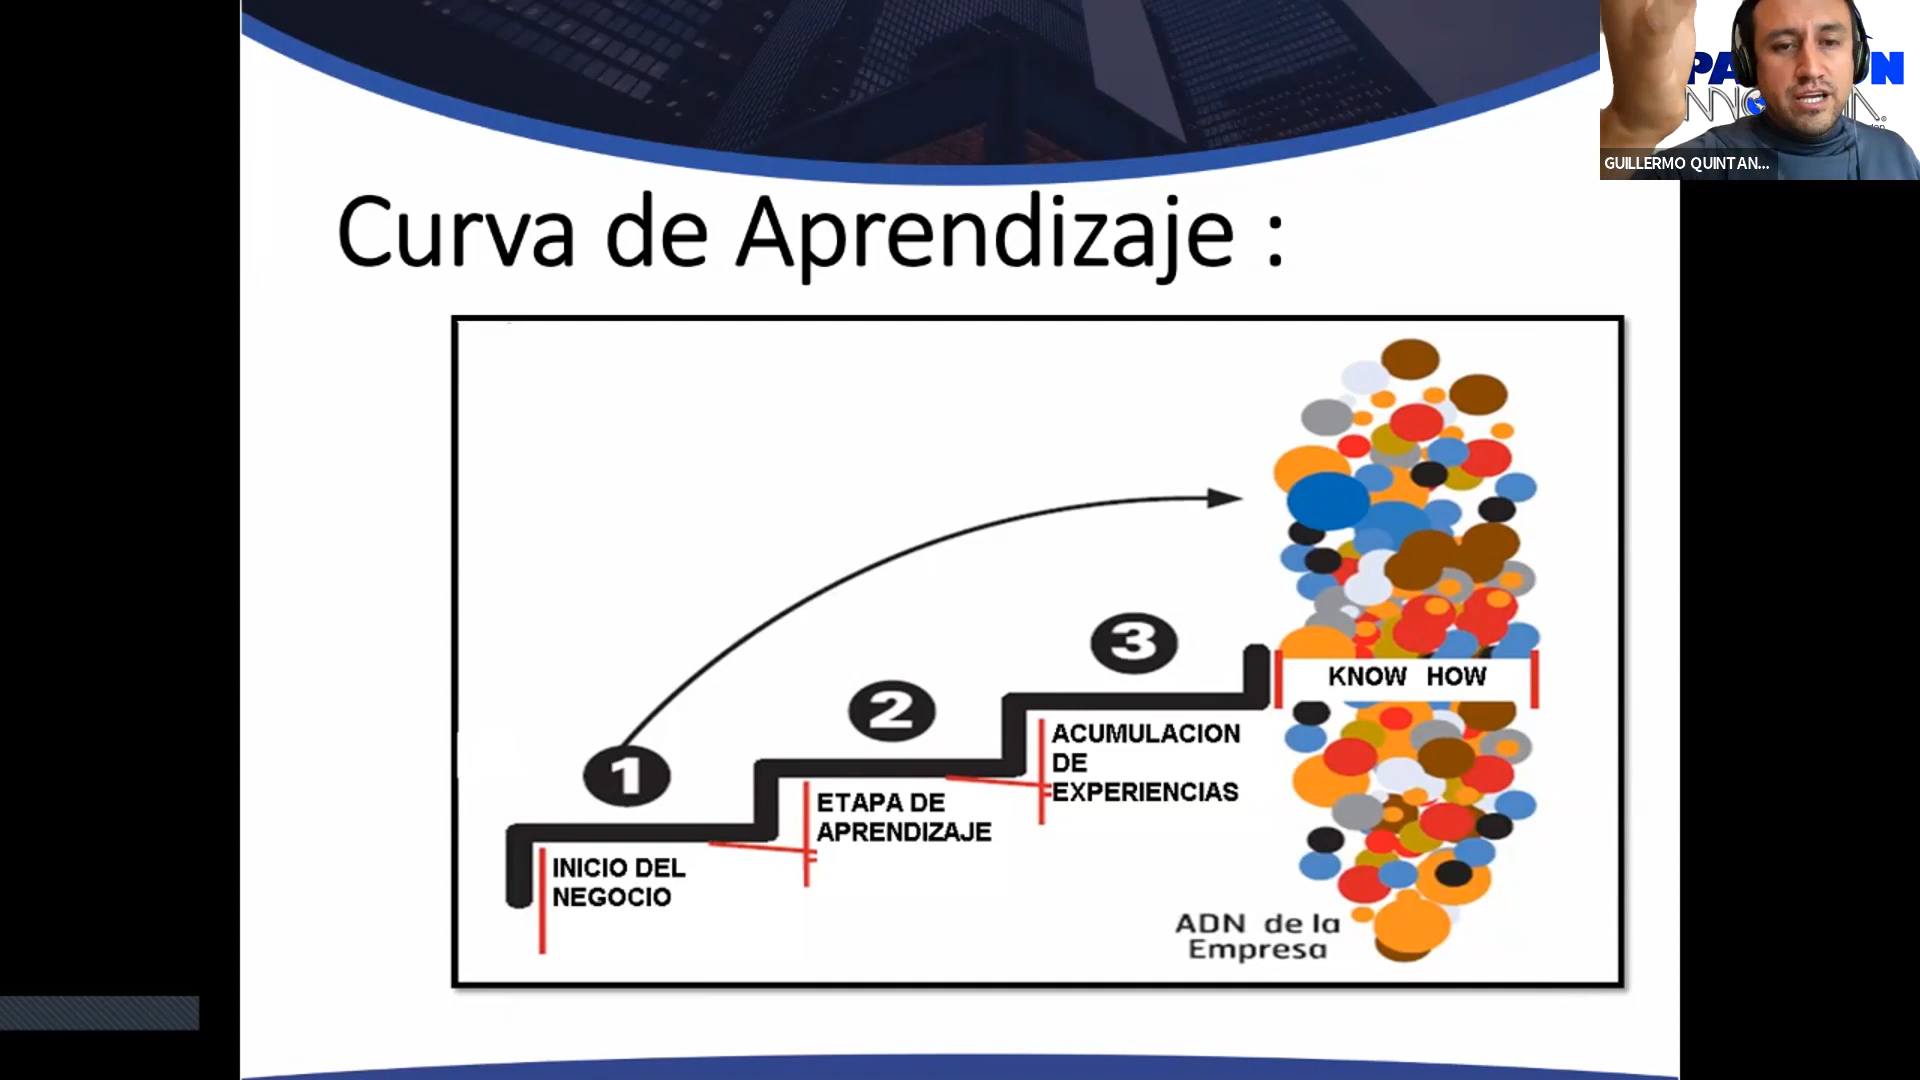 GUILLERMO QUINTAN...
Curva de Aprendizaje :
1
INICIO DEL
NEGOCIO
2
ETAPA DE
APRENDIZAJE
3
ACUMULACION
DE
EXPERIENCIAS
KNOW HOW
ADN de la
Empresa